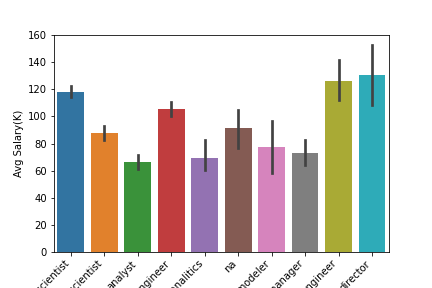 160
140
120
100
80
60
40
20
0
Avg Salary(K)
cientist
cientist
analyst
ngineer
nalitics
na
modeler
manager
ngineer
director